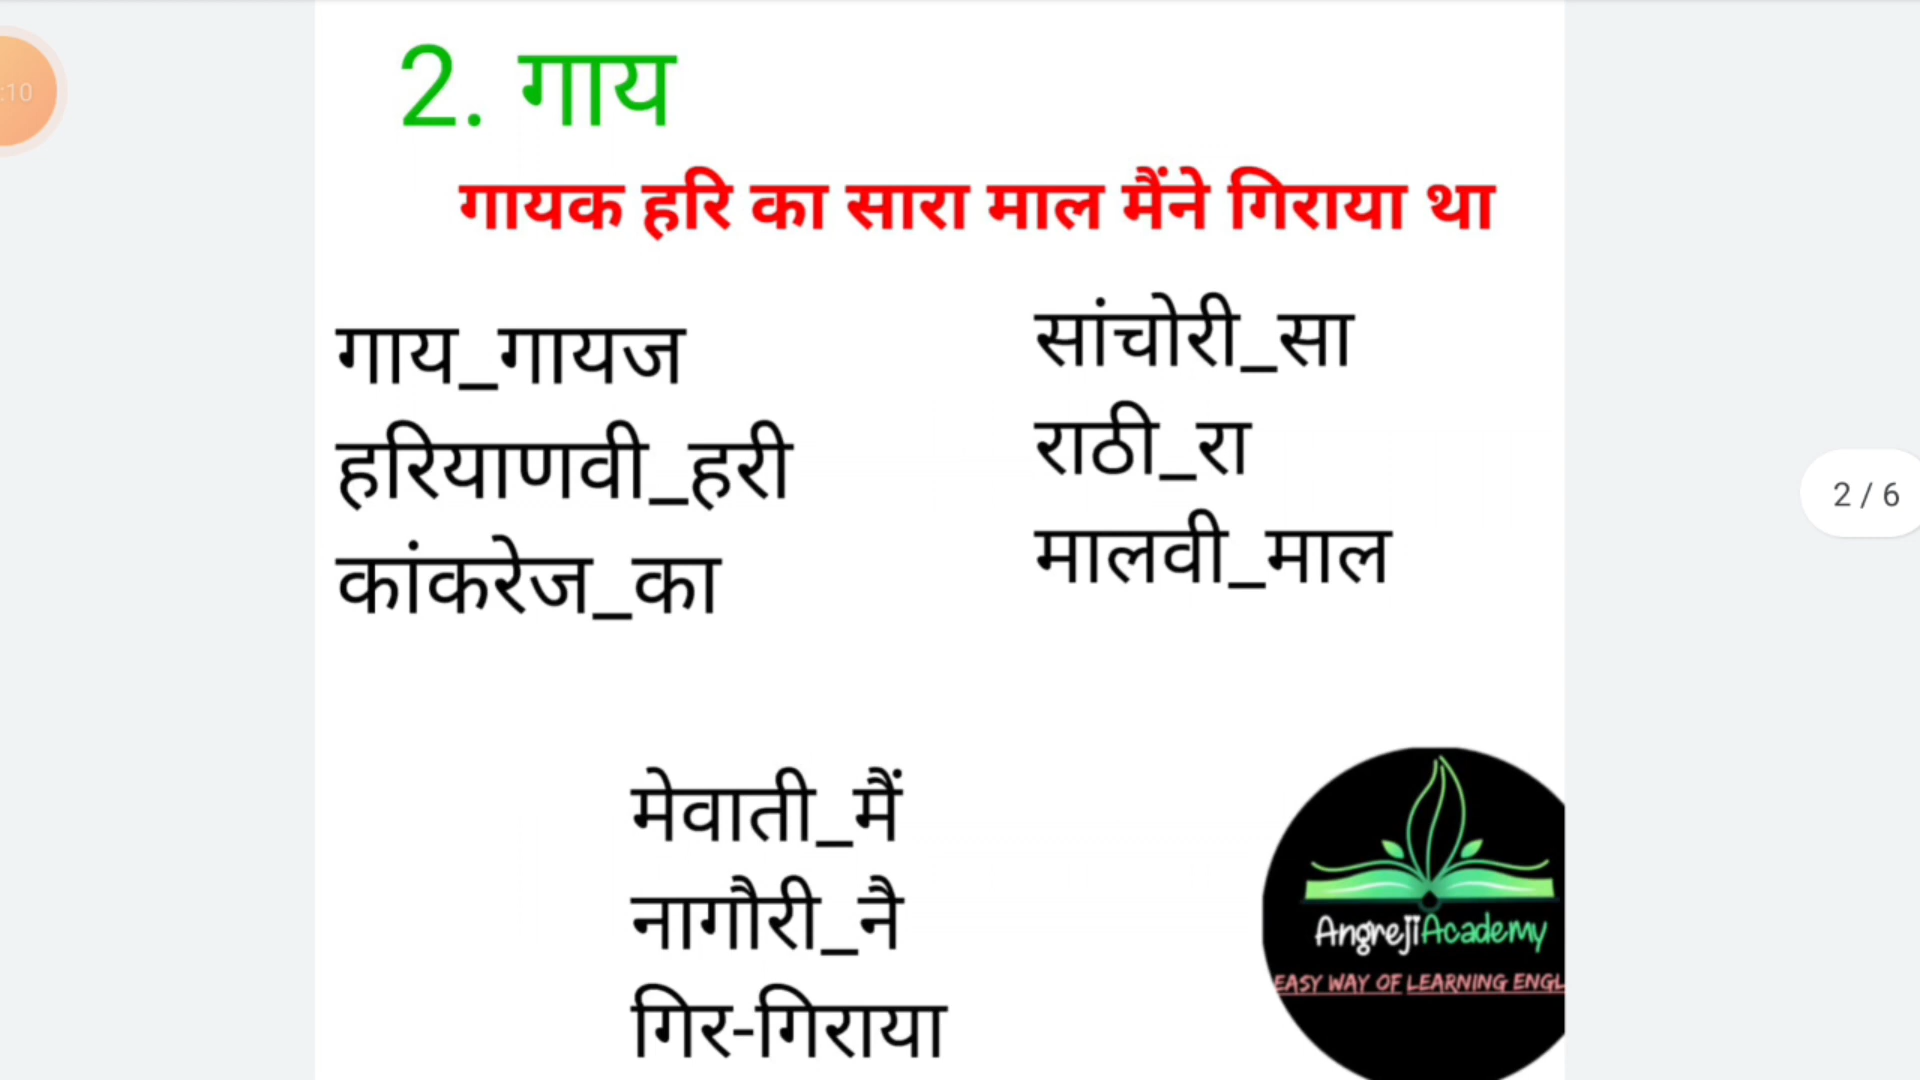 :10
2. गाय
गायक हरि का सारा माल मैंने गिराया था
गाय_गायज
हरियाणवी_हरी
कांकरेज_का
सांचोरी_सा
राठी_रा
मालवी_माल
2 / 6
मेवाती_मैं
नागौरी_नै
गिर-गिराया
AngrejiAcademy
EASY WAY OF LEARNING ENGL